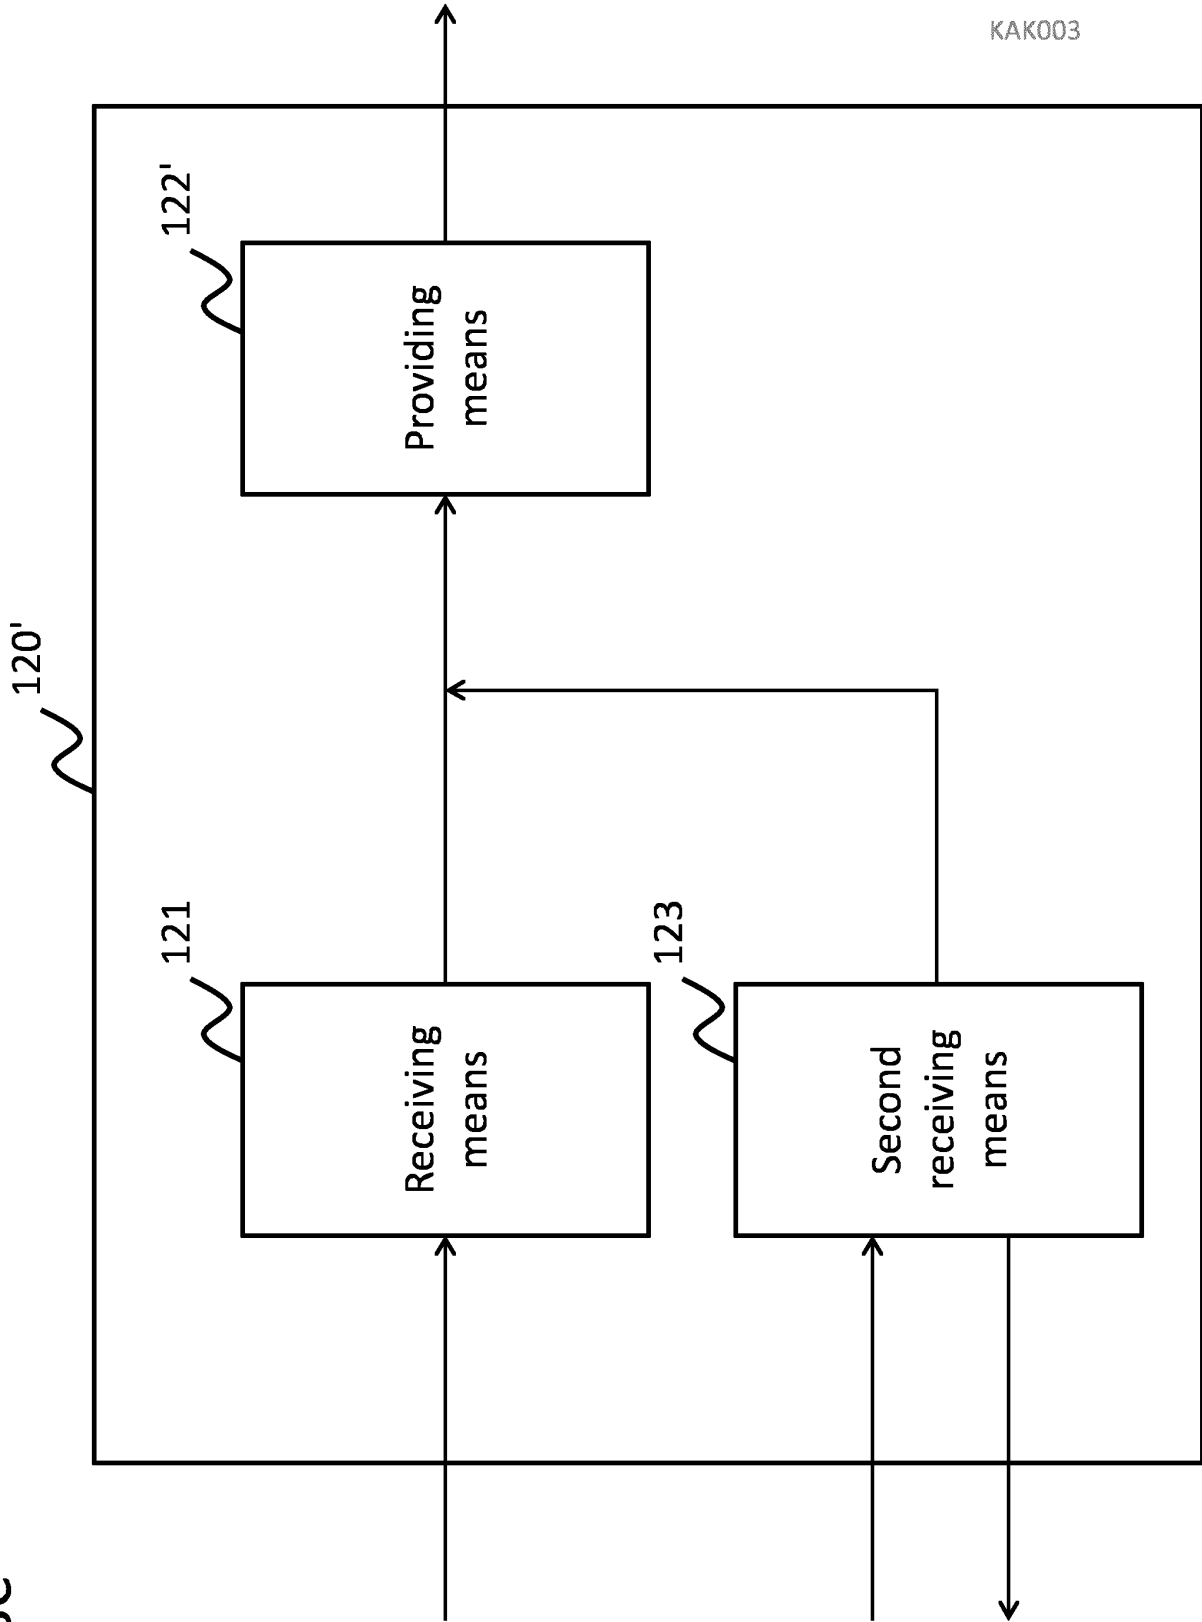 120'
121
Receiving
means
122'
Providing
means
123
Second
receiving
means
KAK003